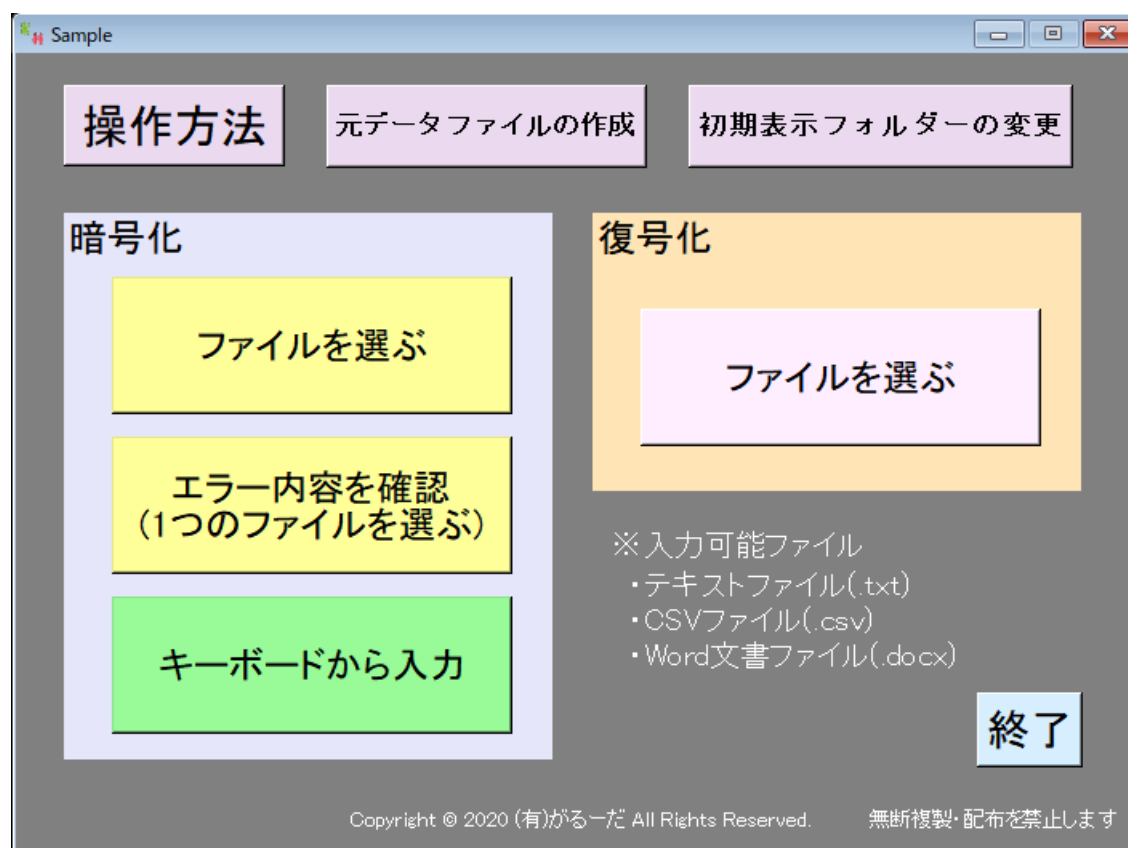 Sample
操作方法
元データファイルの作成
初期表示フォルダーの変更
暗号化
ファイルを選ぶ
エラー内容を確認
(1つのファイルを選ぶ)
キーボードから入力
復号化
ファイルを選ぶ
※入力可能ファイル
・テキストファイル(.txt)
・CSVファイル(.csv)
・Word文書ファイル(.docx)
終了
Copyright © 2020 (有)がるーだ All Rights Reserved.
無断複製・配布を禁止します